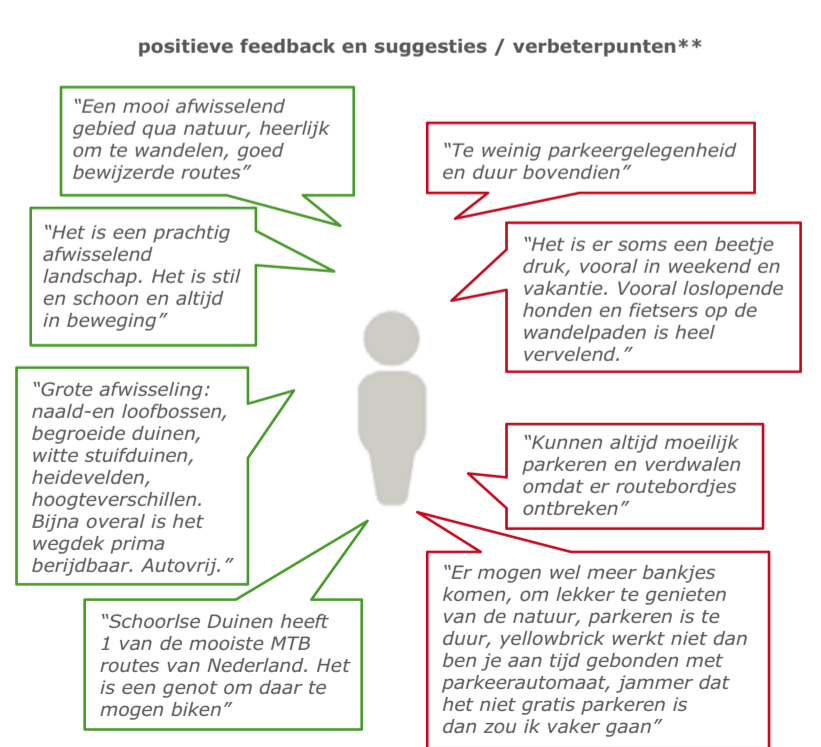 positieve feedback en suggesties / verbeterpunten**
“Een mooi afwisselend
gebied qua natuur, heerlijk
om te wandelen, goed
bewijzerde routes”
“Het is een prachtig
afwisselend
landschap. Het is stil
en schoon en altijd
in beweging”
“Grote afwisseling:
naald-en loofbossen,
begroeide duinen,
witte stuifduinen,
heidevelden,
hoogteverschillen.
Bijna overal is het
wegdek prima
berijdbaar. Autovrij.”
“Schoorlse Duinen heeft
1 van de mooiste MTB
routes van Nederland. Het
is een genot om daar te
mogen biken”
“Te weinig parkeergelegenheid
en duur bovendien”
“Het is er soms een beetje
druk, vooral in weekend en
vakantie. Vooral loslopende
honden en fietsers op de
wandelpaden is heel
vervelend.”
“Kunnen altijd moeilijk
parkeren en verdwalen
omdat er routebordjes
ontbreken”
“Er mogen wel meer bankjes
komen, om lekker te genieten
van de natuur, parkeren is te
duur, yellowbrick werkt niet dan
ben je aan tijd gebonden met
parkeerautomaat, jammer dat
het niet gratis parkeren is
dan zou ik vaker gaan”